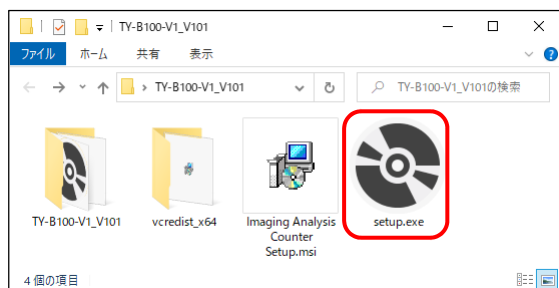 TY-B100-V1_V101
ファイル ホーム 共有 表示
TY-B100-V1_V101 TY-B100-V1_V101の検索
TY-B100-V1_V101
vcredist_x64
Imaging Analysis
Counter
Setup.msi
setup.exe
4 個の項目